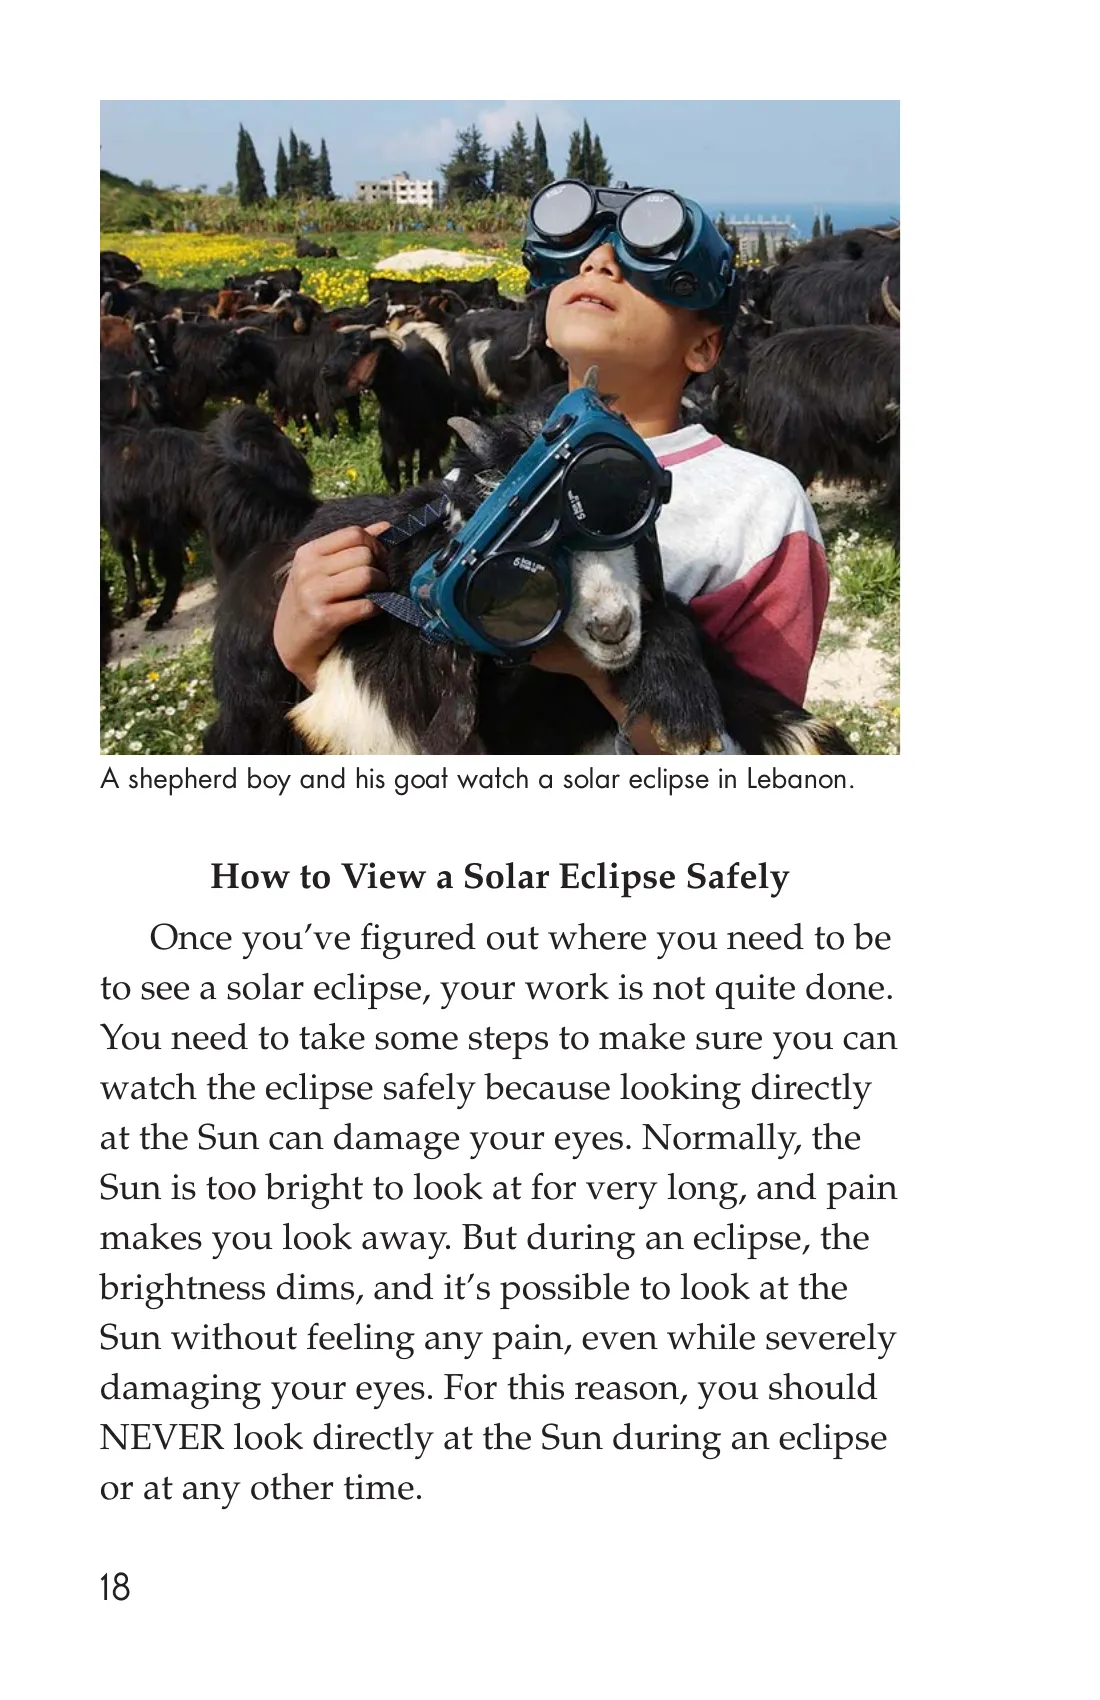 A shepherd boy and his goat watch a solar eclipse in Lebanon.
How to View a Solar Eclipse Safely
Once you’ve figured out where you need to be
to see a solar eclipse, your work is not quite done.
You need to take some steps to make sure you can
watch the eclipse safely because looking directly
at the Sun can damage your eyes. Normally, the
Sun is too bright to look at for very long, and pain
makes you look away. But during an eclipse, the
brightness dims, and it’s possible to look at the
Sun without feeling any pain, even while severely
damaging your eyes. For this reason, you should
NEVER look directly at the Sun during an eclipse
or at any other time.
18